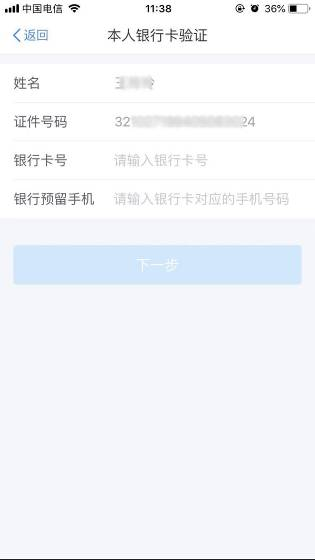 中国电信 11:38 36%
返回 本人银行卡验证
姓名
证件号码 32 24
银行卡号 请输入银行卡号
银行预留手机 请输入银行卡对应的手机号码
下一步